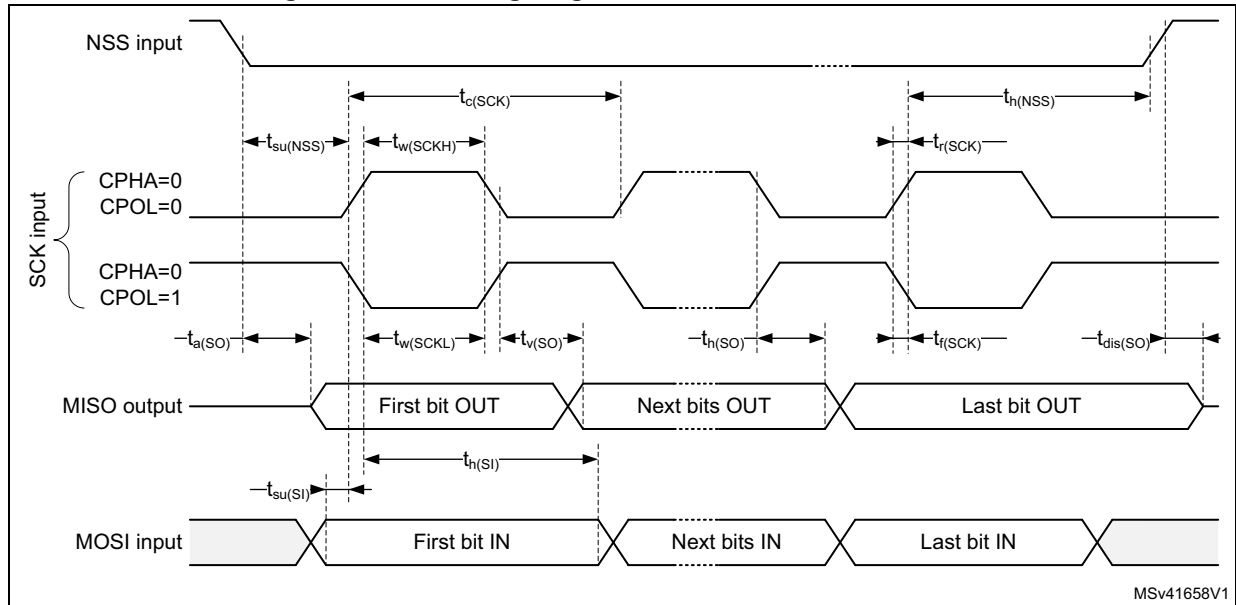 NSS input
tc(SCK)
th(NSS)
tsu(NSS)
tw(SCKH)
tr(SCK)
SCK input
CPHA=0
CPOL=0
CPHA=0
CPOL=1
ta(SO)
tw(SCKL)
tv(SO)
th(SO)
tf(SCK)
tdis(SO)
MISO output
First bit OUT
Next bits OUT
Last bit OUT
th(SI)
tsu(SI)
MOSI input
First bit IN
Next bits IN
Last bit IN
MSv41658V1